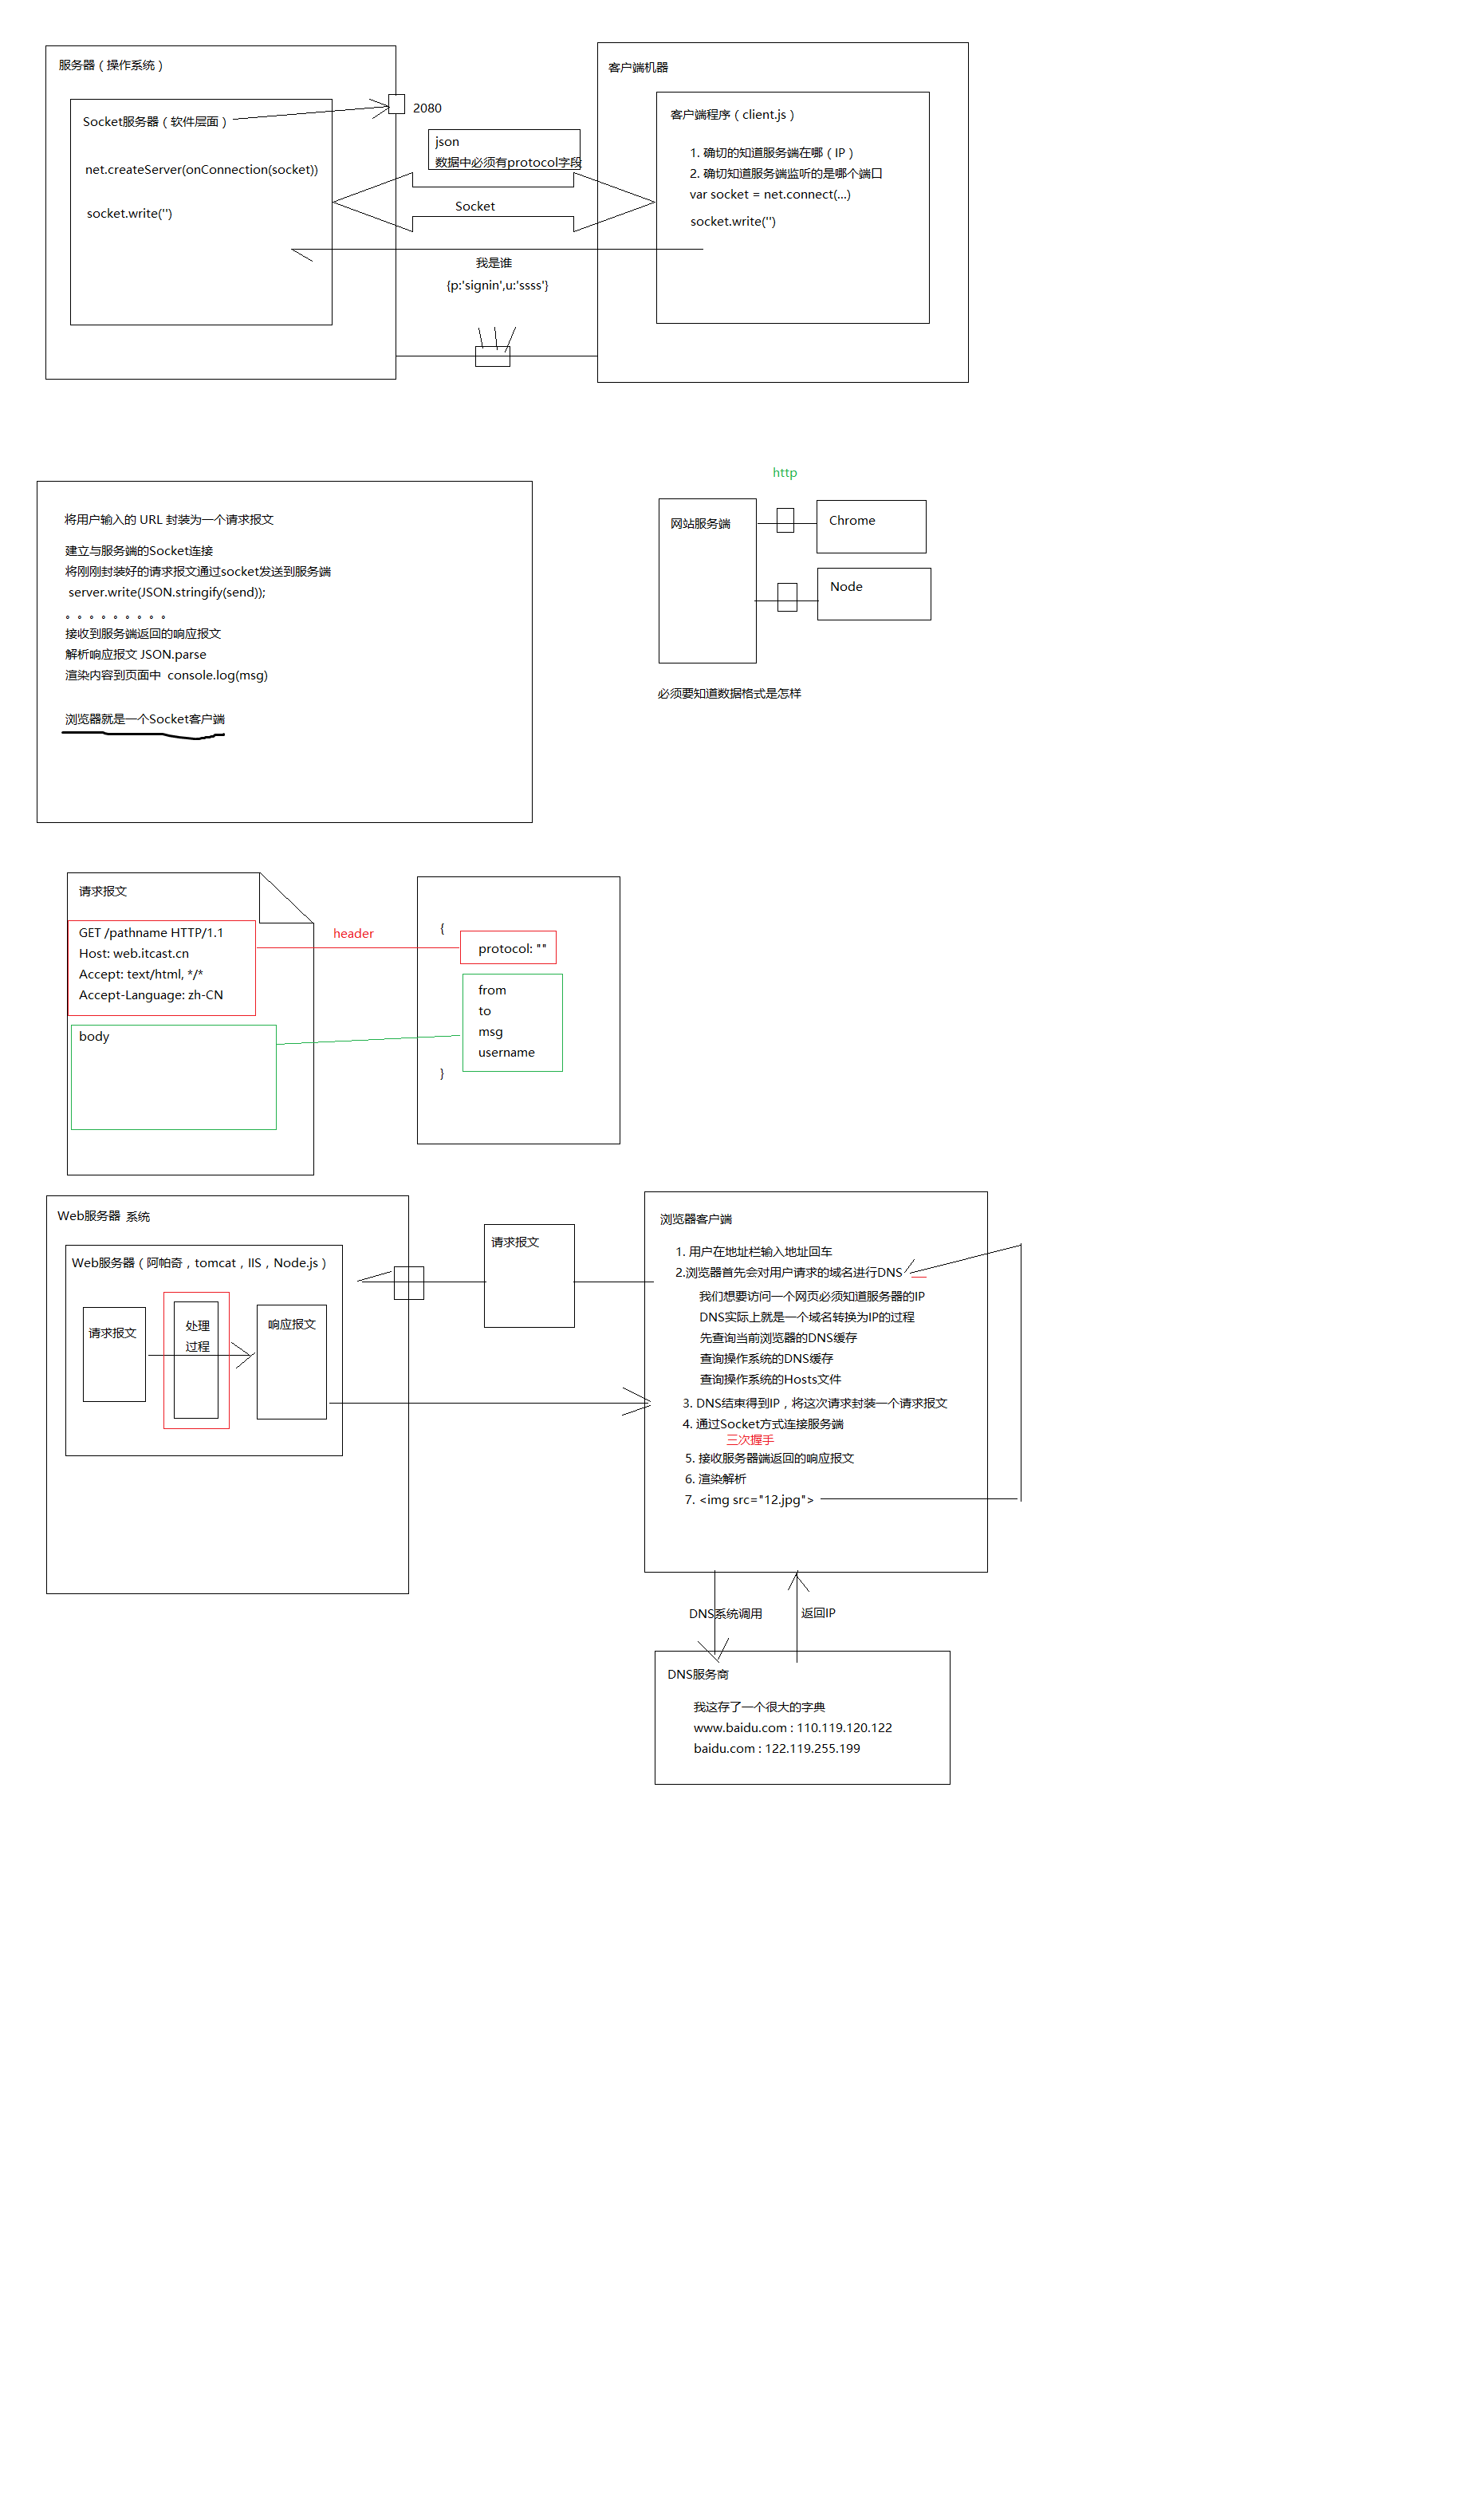 服务器（操作系统）
Socket服务器（软件层面）
net.createServer(onConnection(socket))
socket.write('')
2080
json
数据中必须有protocol字段
Socket
我是谁
{p:'signin',u:'ssss'}
客户端机器
客户端程序（client.js）
1. 确切的知道服务端在哪（IP）
2. 确切知道服务端监听的是哪个端口
var socket = net.connect(...)
socket.write('')
将用户输入的 URL 封装为一个请求报文
建立与服务端的Socket连接
将刚刚封装好的请求报文通过socket发送到服务端
server.write(JSON.stringify(send));
。。。。。。。。。
接收到服务端返回的响应报文
解析响应报文 JSON.parse
渲染内容到页面中 console.log(msg)
浏览器就是一个Socket客户端
http
网站服务端
Chrome
Node
必须要知道数据格式是怎样
请求报文
GET /pathname HTTP/1.1
Host: web.itcast.cn
Accept: text/html, */*
Accept-Language: zh-CN
body
header
{
protocol: ""
from
to
msg
username
}
Web服务器 系统
Web服务器（阿帕奇，tomcat，IIS，Node.js）
请求报文
处理
过程
响应报文
请求报文
浏览器客户端
1. 用户在地址栏输入地址回车
2.浏览器首先会对用户请求的域名进行DNS
我们想要访问一个网页必须知道服务器的IP
DNS实际上就是一个域名转换为IP的过程
先查询当前浏览器的DNS缓存
查询操作系统的DNS缓存
查询操作系统的Hosts文件
3. DNS结束得到IP，将这次请求封装一个请求报文
4. 通过Socket方式连接服务端
三次握手
5. 接收服务器端返回的响应报文
6. 渲染解析
7. <img src="12.jpg">
DNS系统调用
返回IP
DNS服务商
我这存了一个很大的字典
www.baidu.com : 110.119.120.122
baidu.com : 122.119.255.199